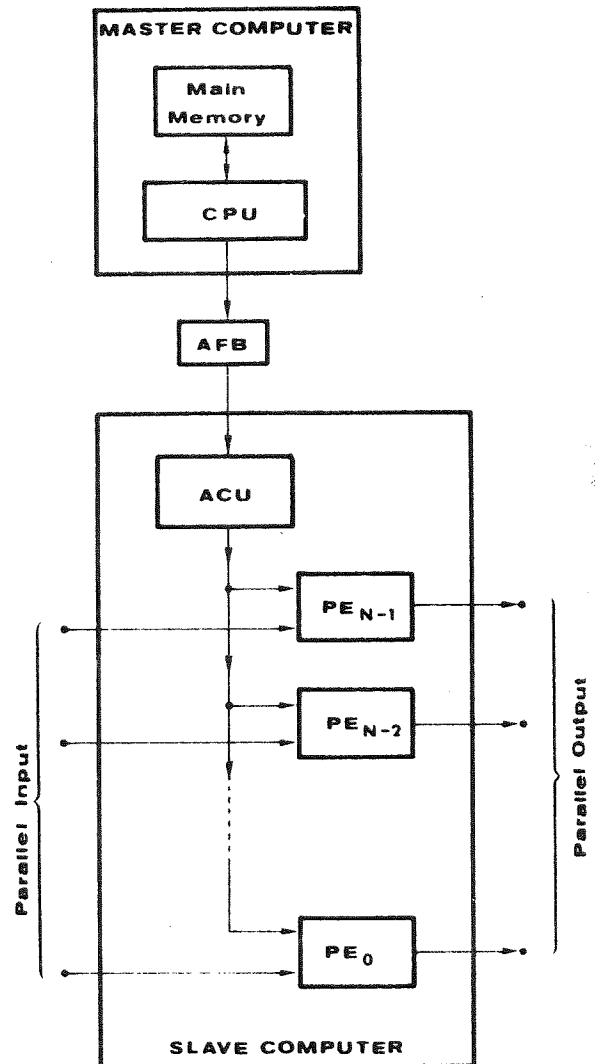 MASTER COMPUTER
Main
Memory
CPU
AFB
ACU
PE N-1
PE N-2
PE 0
Parallel Input
Parallel Output
SLAVE COMPUTER